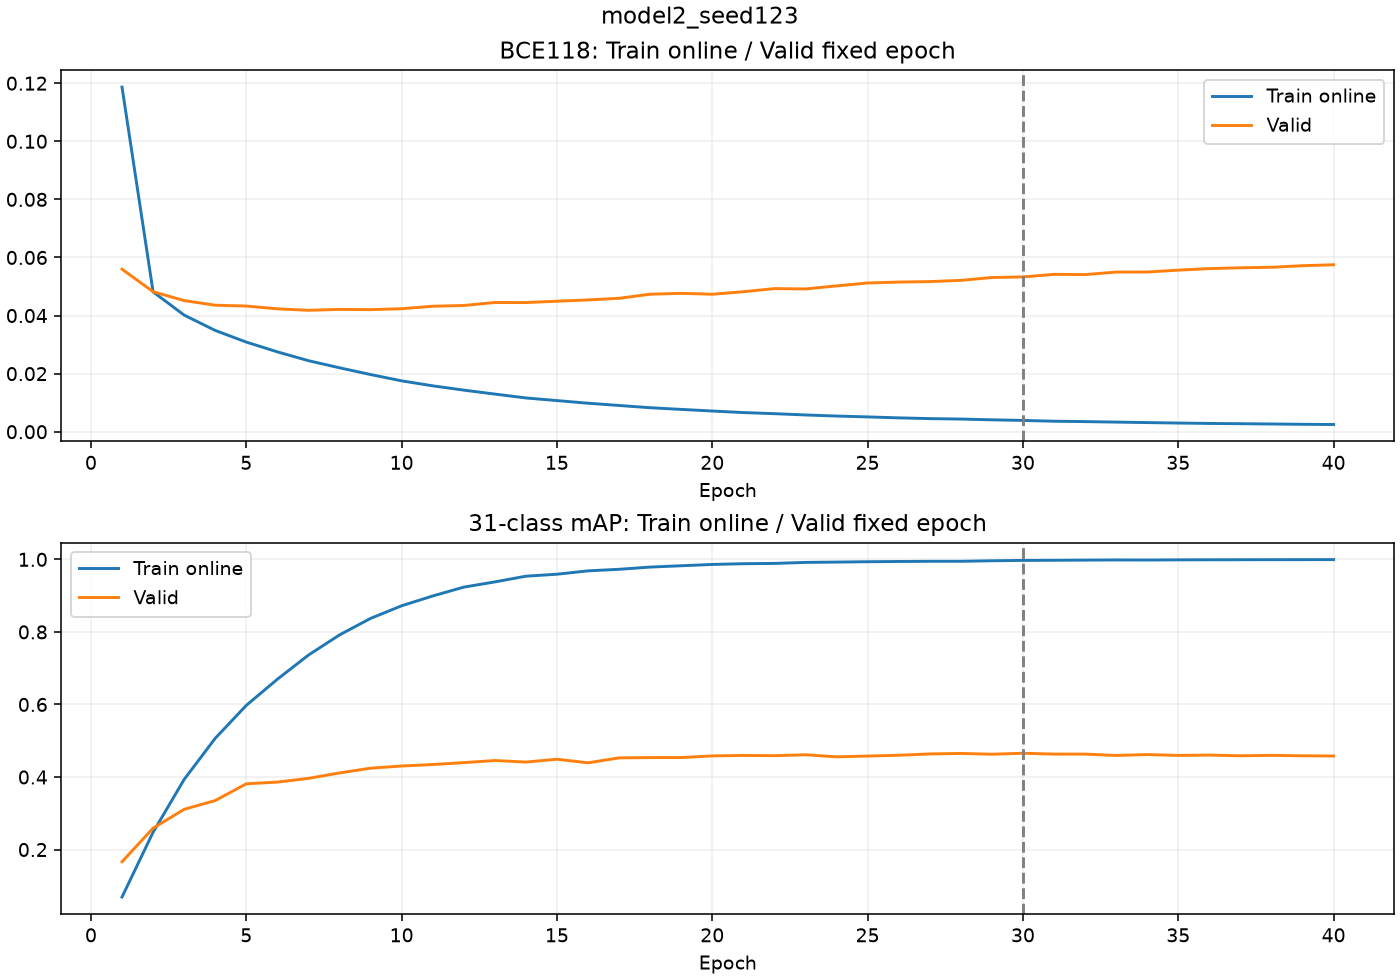 model2_seed123
BCE118: Train online / Valid fixed epoch
0.12
0.10
0.08
0.06
0.04
0.02
0.00
Train online
Valid
0 5 10 15 20 25 30 35 40
Epoch
31-class mAP: Train online / Valid fixed epoch
1.0
0.8
0.6
0.4
0.2
Train online
Valid
0 5 10 15 20 25 30 35 40
Epoch